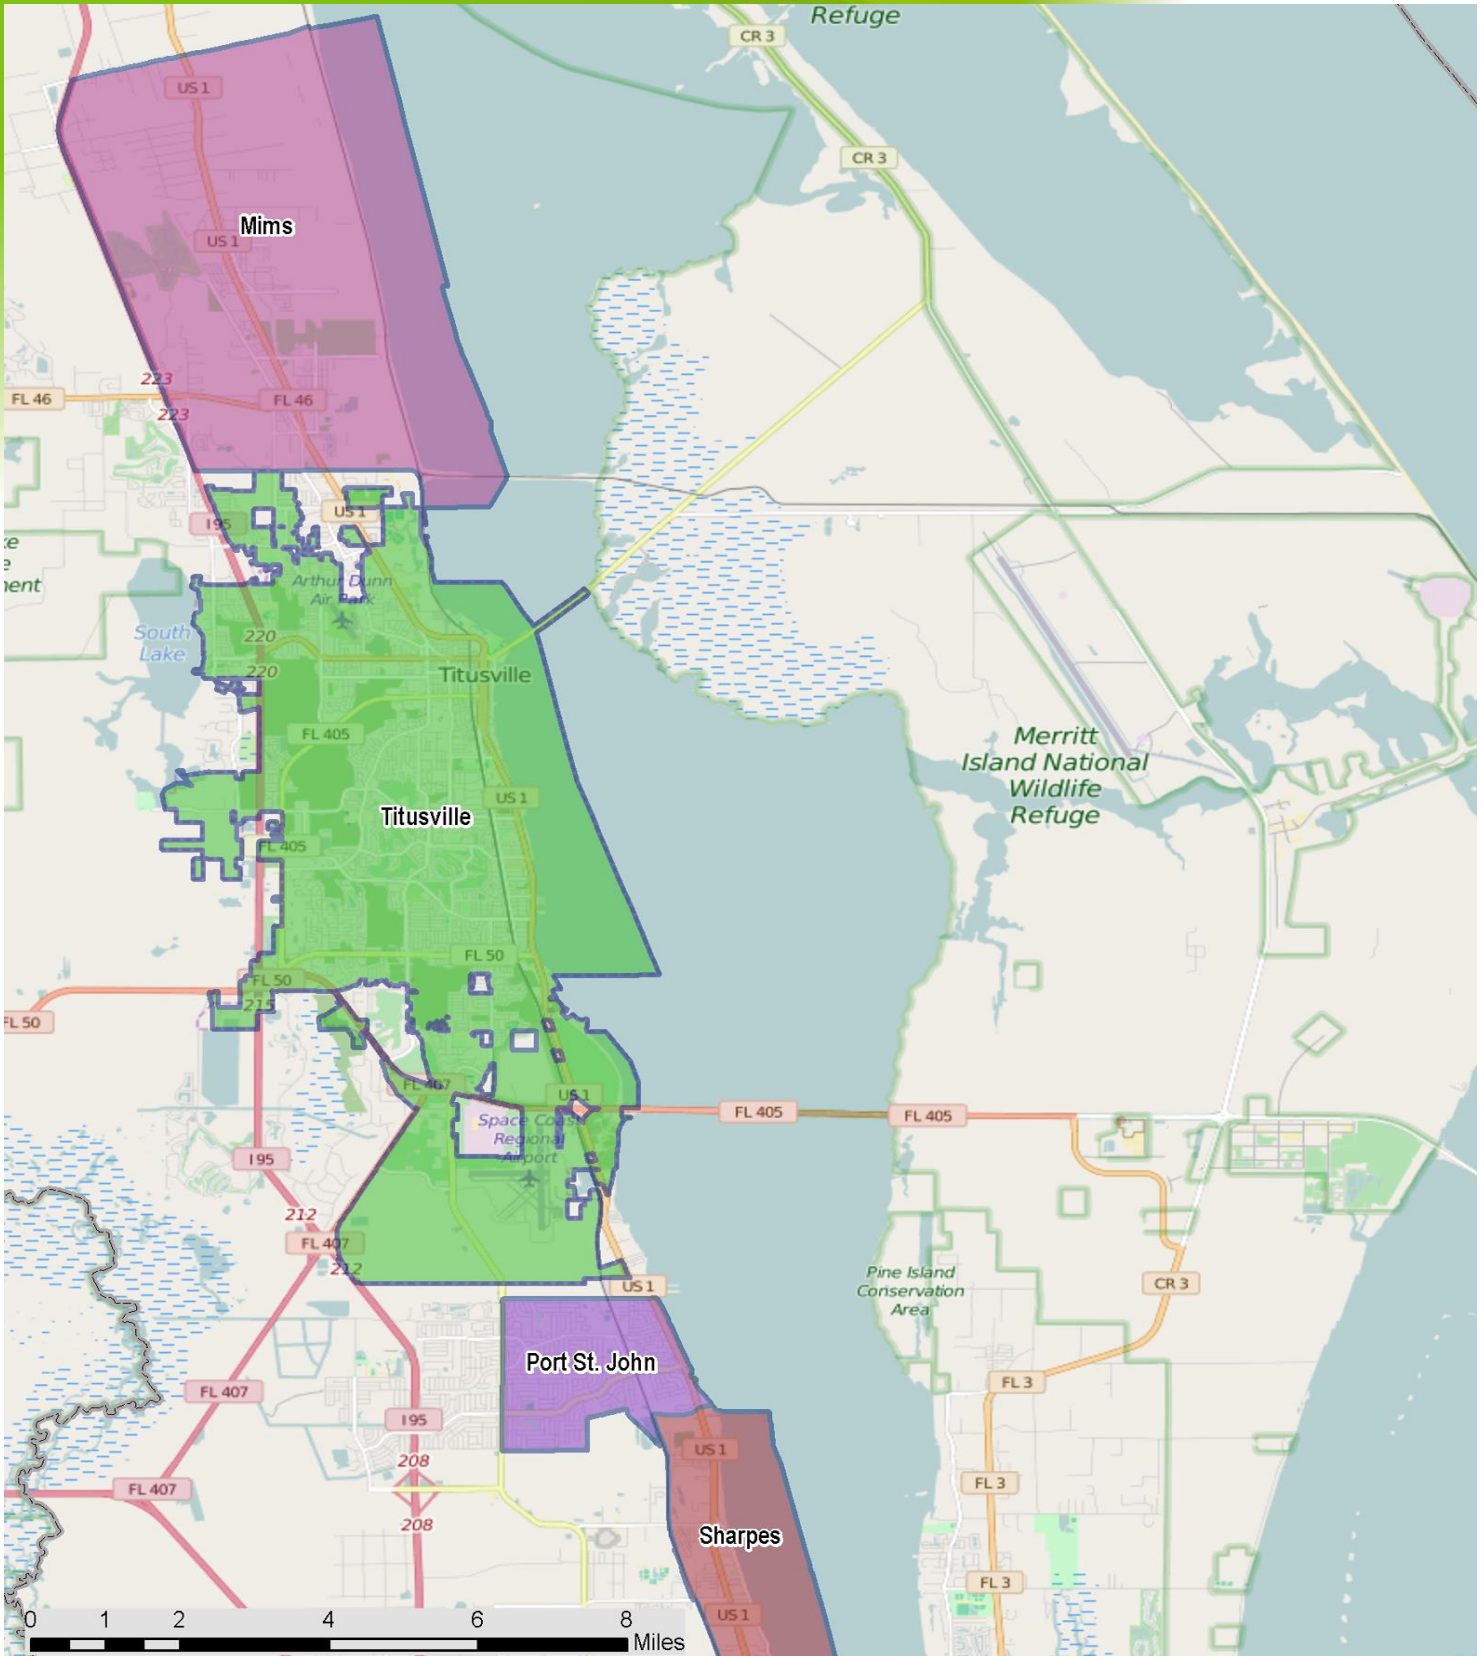 Refuge
CR 3
US 1
CR 3
Mims
US 1
223
FL 46
FL 46
223
I 95
US 1
ke
e
ment
Arthur Dunn
Air Park
South
Lake
220
220
Titusville
FL 405
Merritt
Island National
Wildlife
Refuge
US 1
Titusville
FL 405
FL 50
FL 50
215
FL 50
FL 407
US 1
FL 405
FL 405
Space Coast
Regional
Airport
I 95
212
FL 407
212
US 1
Pine Island
Conservation
Area
CR 3
Port St. John
FL 407
FL 3
I 95
US 1
208
FL 407
FL 3
208
Sharpes
FL 3
US 1
0 1 2 4 6 8
Miles